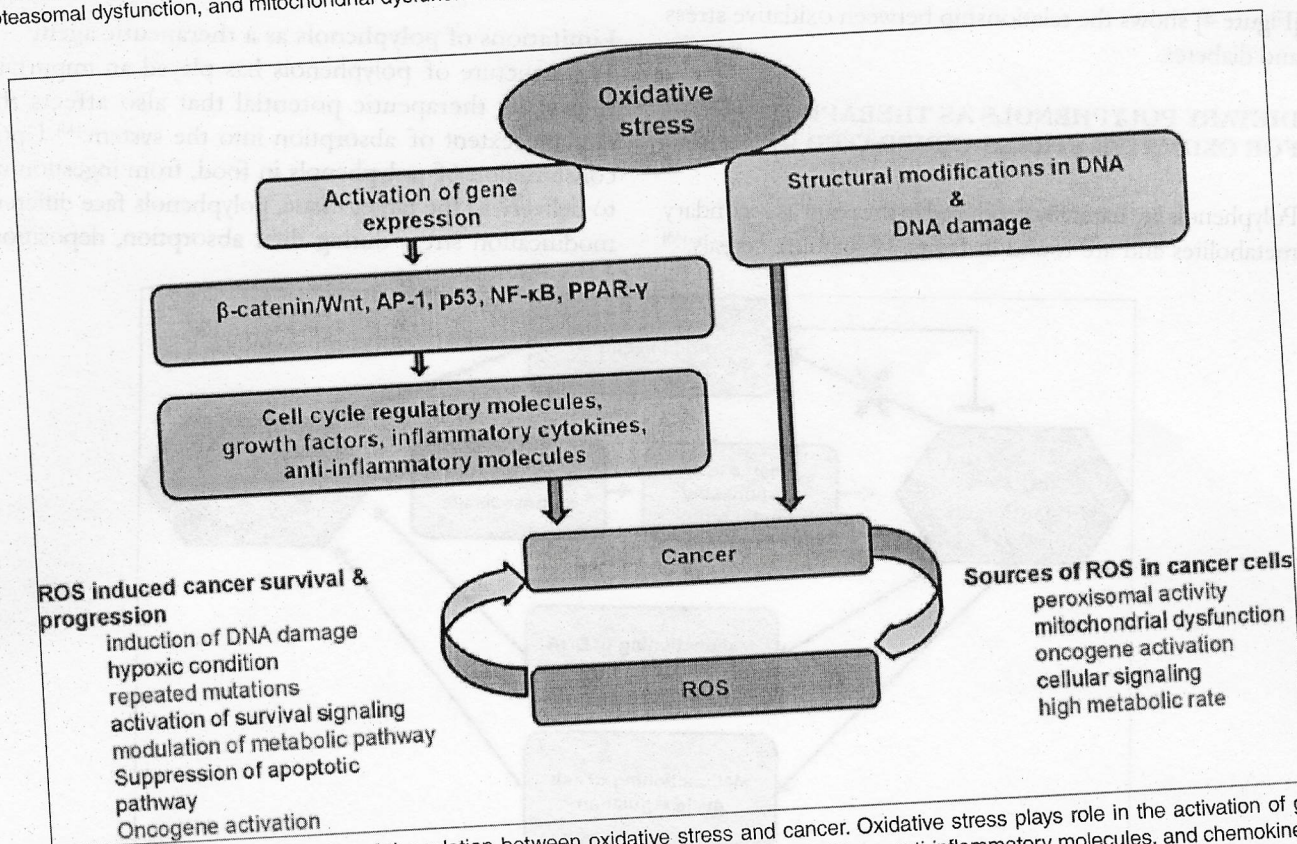 oteasomal dysfunction, and
Oxidative
stress
Activation of gene
expression
Structural modifications in DNA
&
DNA damage
β-catenin/Wnt, AP-1, p53, NF-κB, PPAR-γ
Cell cycle regulatory molecules,
growth factors, inflammatory cytokines,
anti-inflammatory molecules
Cancer
ROS
ROS induced cancer survival &
progression
induction of DNA damage
hypoxic condition
repeated mutations
activation of survival signaling
modulation of metabolic pathway
Suppression of apoptotic
pathway
Oncogene activation
Sources of ROS in cancer cells
peroxisomal activity
mitochondrial dysfunction
oncogene activation
cellular signaling
high metabolic rate
between oxidative stress and cancer. Oxidative stress plays role in the activation of g
molecules, and chemokine